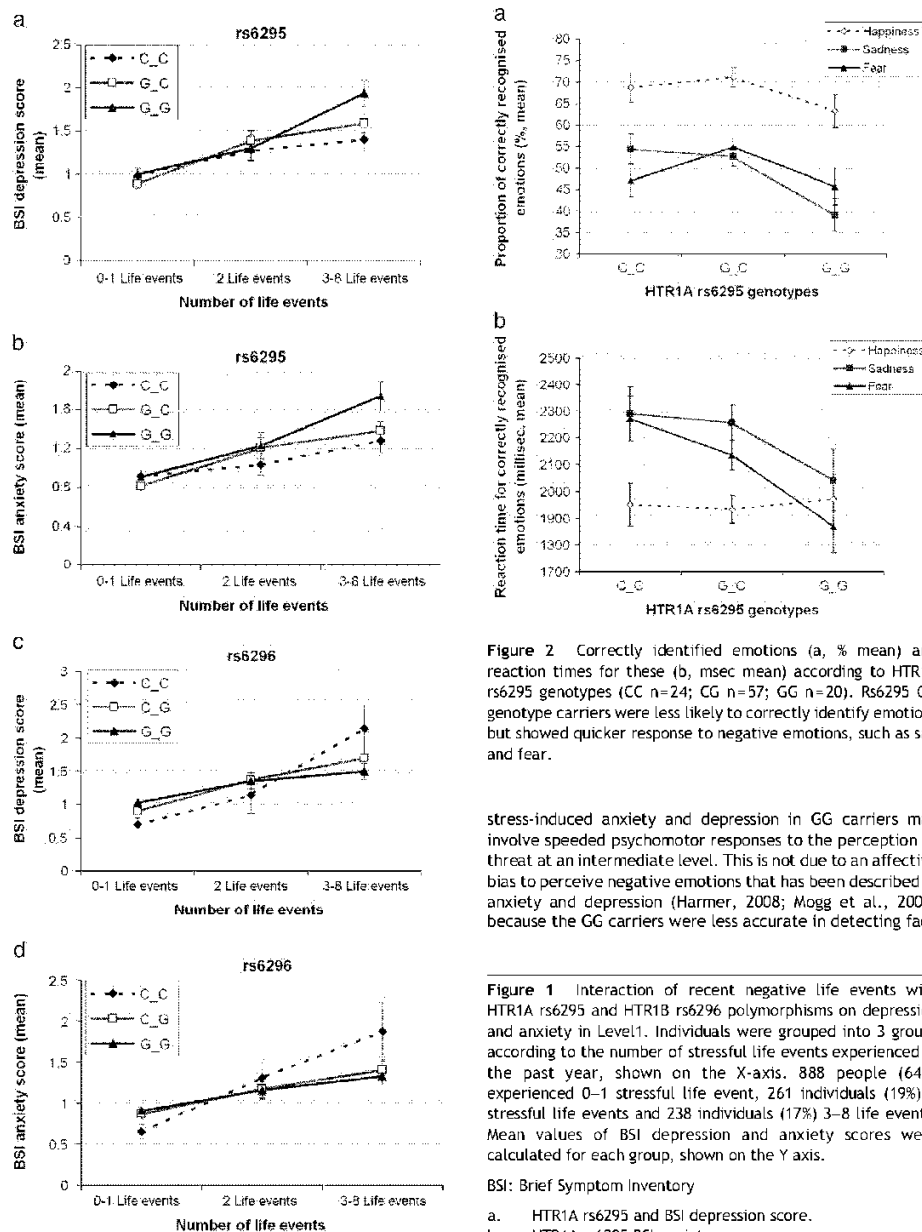 a
rs6295
BSI depression score
(mean)
2.5
2
1.5
1
0.5
0
C_C
G_C
G_G
0-1 Life events
2 Life events
3-8 Life events
Number of life events
b
rs6295
BSI anxiety score (mean)
2
1.6
1.2
0.8
0.4
0
C_C
G_C
G_G
0-1 Life events
2 Life events
3-8 Life events
Number of life events
c
rs6296
BSI depression score
(mean)
3
2.5
2
1.5
1
0.5
0
C_C
C_G
G_G
0-1 Life events
2 Life events
3-8 Life events
Number of life events
d
rs6296
BSI anxiety score (mean)
2.5
2
1.5
1
0.5
0
C_C
C_G
G_G
0-1 Life events
2 Life events
3-8 Life events
Number of life events
a
Proportion of correctly recognised
emotions (%, mean)
80
75
70
65
60
55
50
45
40
35
30
Happiness
Sadness
Fear
G_C
G_G
HTR1A rs6295 genotypes
b
Reaction time for correctly recognised
emotions (millisec, mean)
2500
2400
2300
2200
2100
2000
1900
1700
Happiness
Sadness
Fear
C_C
G_C
G_G
HTR1A rs6295 genotypes
Figure 2 Correctly identified emotions (a, % mean) a
reaction times for these (b, msec mean) according to HTR
rs6295 genotypes (CC n=24; CG n=57; GG n=20). Rs6295
genotype carriers were less likely to correctly identify emotio
but showed quicker response to negative emotions, such as s
and fear.
stress-induced anxiety and depression in GG carriers m
involve speeded psychomotor responses to the perception
threat at an intermediate level. This is not due to an affectiv
bias to perceive negative emotions that has been described
anxiety and depression (Harmer, 2008; Mogg et al., 200
because the GG carriers were less accurate in detecting fac
Figure 1 Interaction of recent negative life events wi
HTR1A rs6295 and HTR1B rs6296 polymorphisms on depressi
and anxiety in Level1. Individuals were grouped into 3 grou
according to the number of stressful life events experienced
the past year, shown on the X-axis. 888 people (64
experienced 0–1 stressful life event, 261 individuals (19%)
stressful life events and 238 individuals (17%) 3–8 life event
Mean values of BSI depression and anxiety scores we
calculated for each group, shown on the Y axis.
BSI: Brief Symptom Inventory
a. HTR1A rs6295 and BSI depression score.